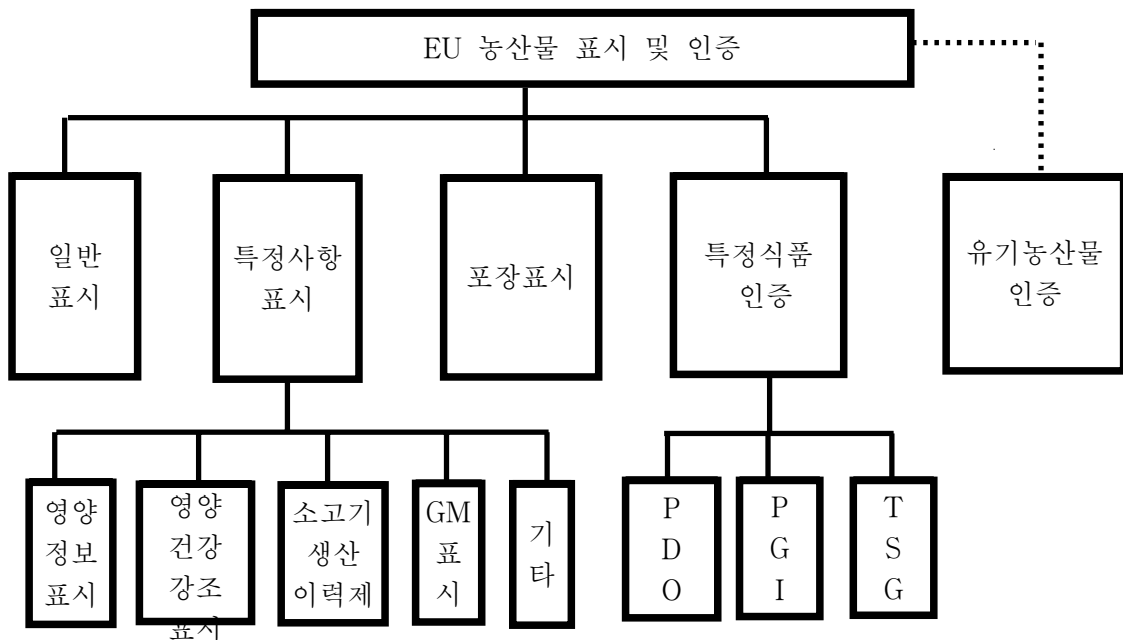 EU 농산물 표시 및 인증
일반
표시
특정사항
표시
포장표시
특정식품
인증
유기농산물
인증
영양
정보
표시
영양
건강
강조
표시
소고기
생산
이력제
GM
표
시
기
타
P
D
O
P
G
I
T
S
G